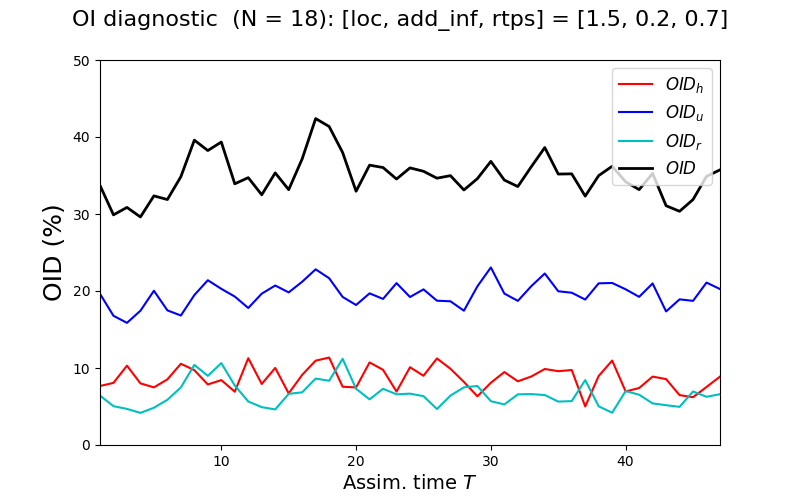 OI diagnostic (N = 18): [loc, add_inf, rtps] = [1.5, 0.2, 0.7]
OID_h
OID_u
OID_r
OID
50
40
30
20
10
0
OID (%)
10 20 30 40
Assim. time T